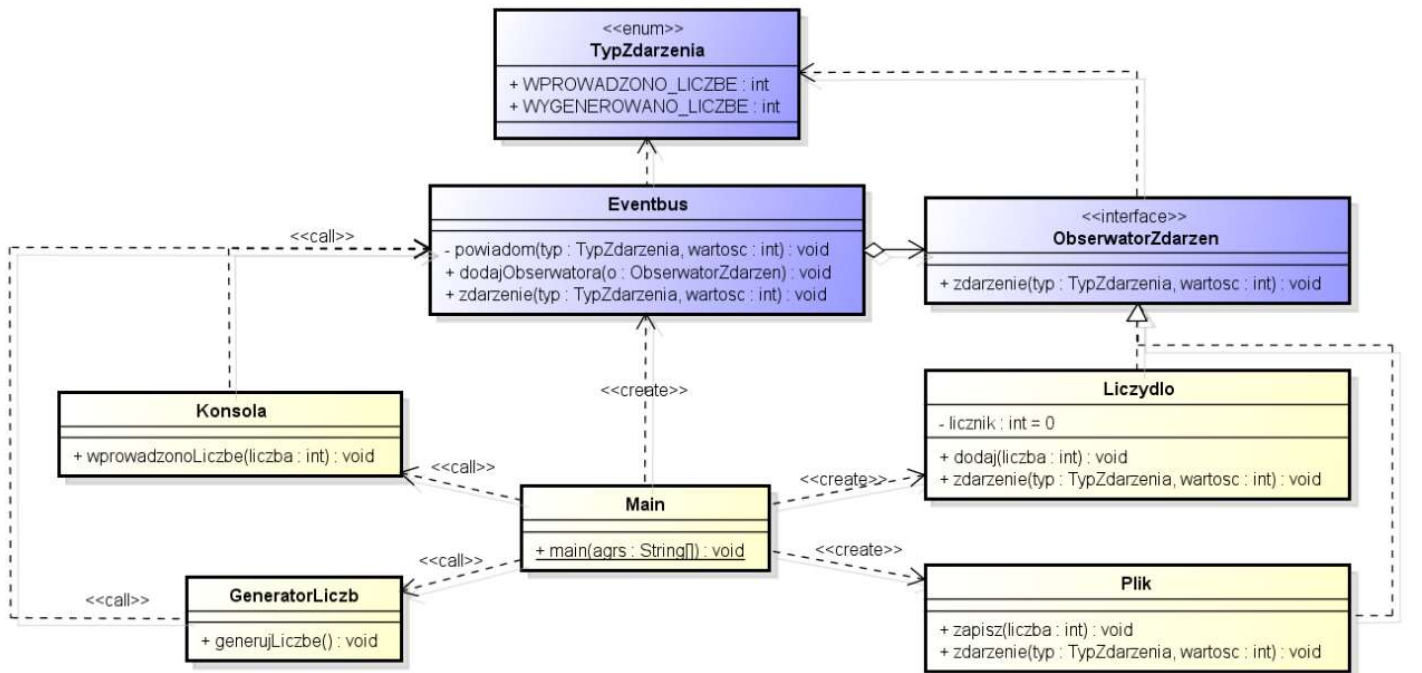 <<enum>>
TypZdarzenia
+ WPROWADZONO_LICZBE : int
+ WYGENEROWANO_LICZBE : int
Eventbus
- powiadom(typ : TypZdarzenia, wartosc : int) : void
+ dodajObserwatora(o : ObserwatorZdarzen) : void
+ zdarzenie(typ : TypZdarzenia, wartosc : int) : void
<<interface>>
ObserwatorZdarzen
+ zdarzenie(typ : TypZdarzenia, wartosc : int) : void
<<call>>
<<create>>
Konsola
+ wprowadzonoLiczbe(liczba : int) : void
<<call>>
Liczydlo
- licznik : int = 0
+ dodaj(liczba : int) : void
+ zdarzenie(typ : TypZdarzenia, wartosc : int) : void
<<create>>
Main
+ main(agrs : String[]) : void
<<call>>
<<create>>
<<call>>
GeneratorLiczb
+ generujLiczbe() : void
Plik
+ zapisz(liczba : int) : void
+ zdarzenie(typ : TypZdarzenia, wartosc : int) : void